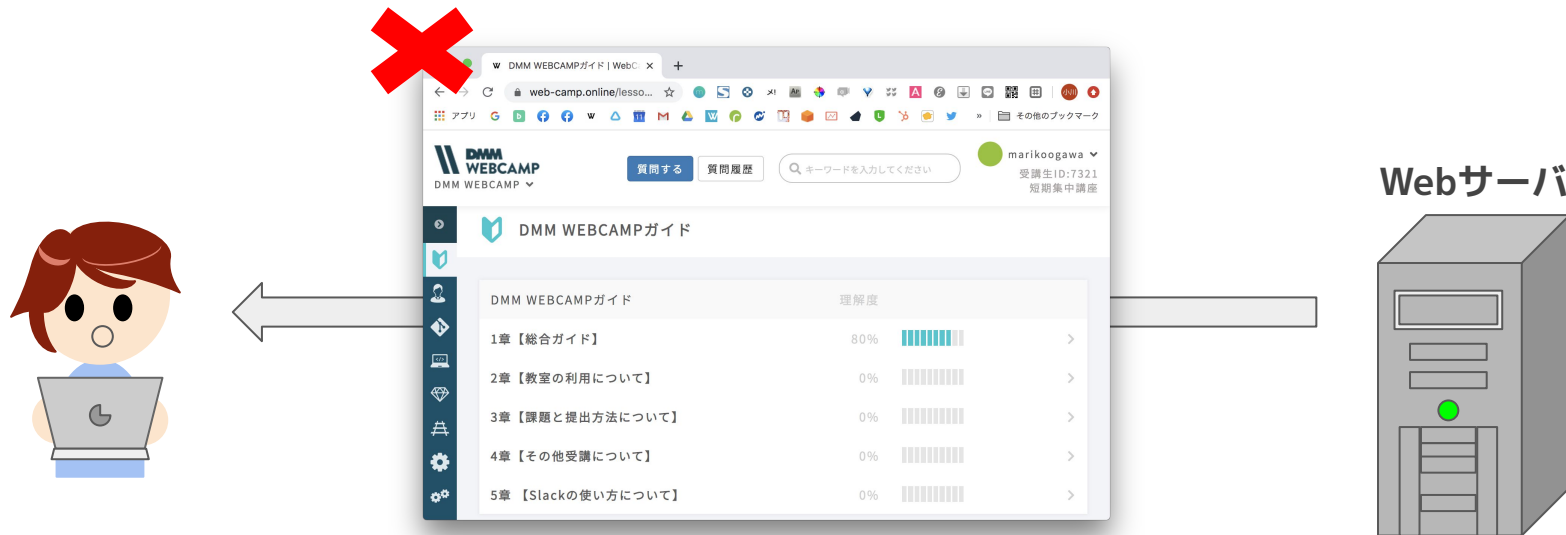 DMM WEBCAMPガイド | WebC
web-camp.online/lesso...
アプリ
その他のブックマーク
DMM
WEBCAMP
DMM WEBCAMP
質問する
質問履歴
キーワードを入力してください
marikoogawa
受講生ID:7321
短期集中講座
Webサーバ
DMM WEBCAMPガイド
DMM WEBCAMPガイド 理解度
1章【総合ガイド】 80%
2章【教室の利用について】 0%
3章【課題と提出方法について】 0%
4章【その他受講について】 0%
5章 【Slackの使い方について】 0%